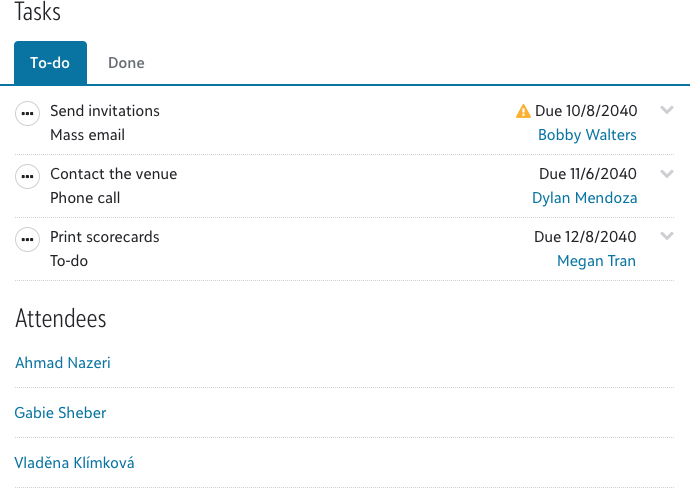 Tasks
To-do Done
Send invitations Due 10/8/2040
Mass email Bobby Walters
Contact the venue Due 11/6/2040
Phone call Dylan Mendoza
Print scorecards Due 12/8/2040
To-do Megan Tran
Attendees
Ahmad Nazeri
Gabie Sheber
Vladěna Klímková